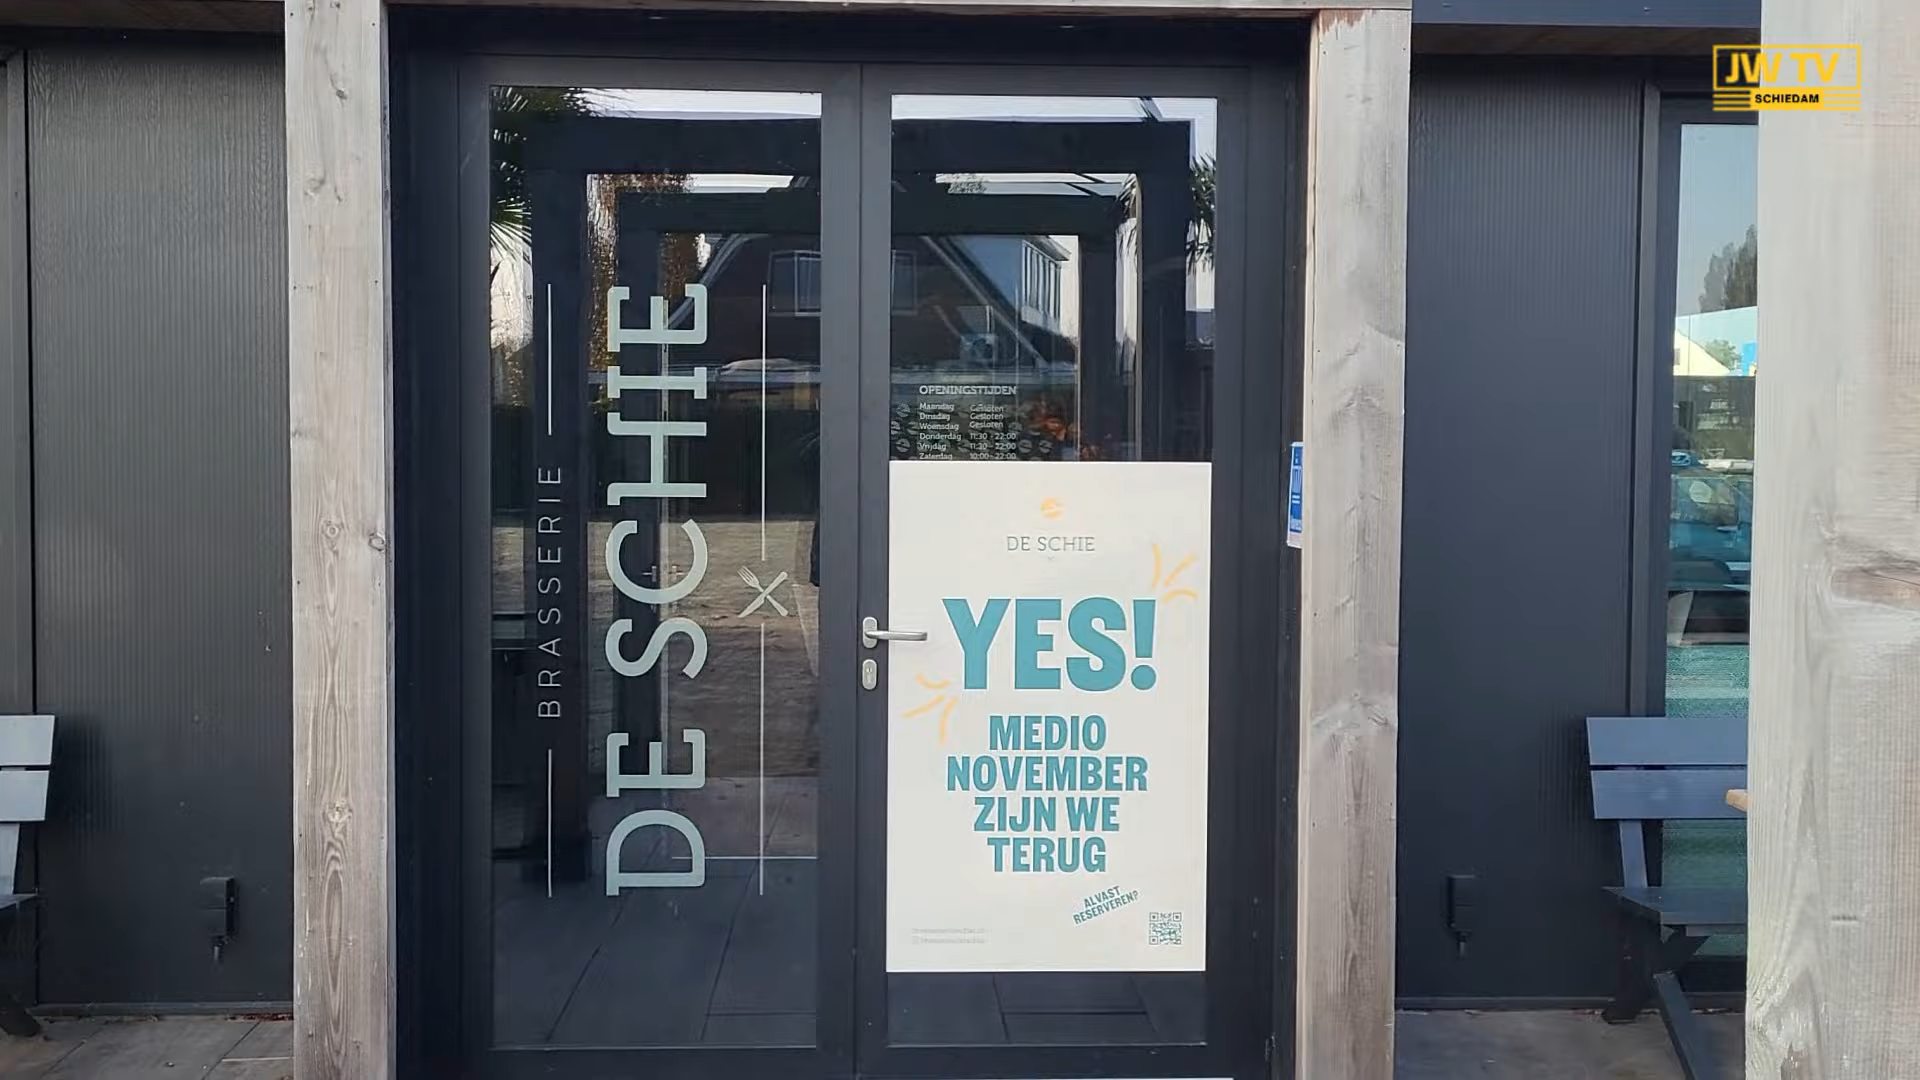 JW TV
SCHIEDAM
BRASSERIE
DE SCHIE
OPENINGSTIJDEN
Maandag Gesloten
Dinsdag Gesloten
Woensdag Gesloten
Donderdag 11:30 - 22:00
Vrijdag 11:30 - 22:00
Zaterdag 10:00 - 22:00
DE SCHIE
YES!
MEDIO
NOVEMBER
ZIJN WE
TERUG
ALVAST
RESERVEREN?